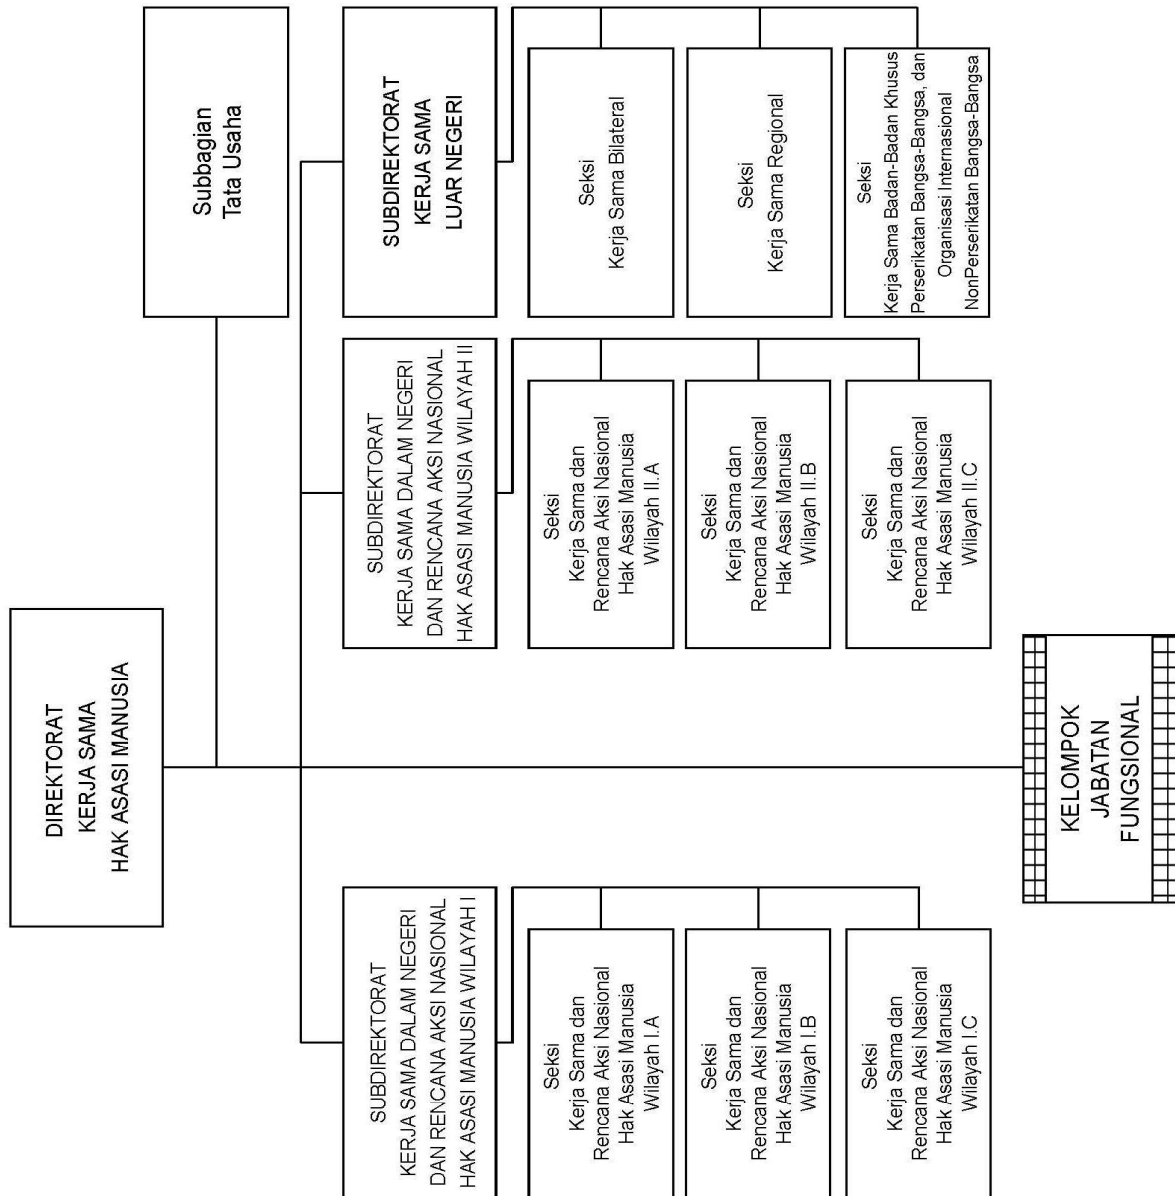 DIREKTORAT
KERJA SAMA
HAK ASASI MANUSIA
Subbagian
Tata Usaha
SUBDIREKTORAT
KERJA SAMA DALAM NEGERI
DAN RENCANA AKSI NASIONAL
HAK ASASI MANUSIA WILAYAH I
SUBDIREKTORAT
KERJA SAMA DALAM NEGERI
DAN RENCANA AKSI NASIONAL
HAK ASASI MANUSIA WILAYAH II
SUBDIREKTORAT
KERJA SAMA
LUAR NEGERI
Seksi
Kerja Sama dan
Rencana Aksi Nasional
Hak Asasi Manusia
Wilayah I.A
Seksi
Kerja Sama dan
Rencana Aksi Nasional
Hak Asasi Manusia
Wilayah I.B
Seksi
Kerja Sama dan
Rencana Aksi Nasional
Hak Asasi Manusia
Wilayah I.C
Seksi
Kerja Sama dan
Rencana Aksi Nasional
Hak Asasi Manusia
Wilayah II.A
Seksi
Kerja Sama dan
Rencana Aksi Nasional
Hak Asasi Manusia
Wilayah II.B
Seksi
Kerja Sama dan
Rencana Aksi Nasional
Hak Asasi Manusia
Wilayah II.C
Seksi
Kerja Sama Bilateral
Seksi
Kerja Sama Regional
Seksi
Kerja Sama Badan-Badan Khusus
Perserikatan Bangsa-Bangsa, dan
Organisasi Internasional
NonPerserikatan Bangsa-Bangsa
KELOMPOK
JABATAN
FUNGSIONAL